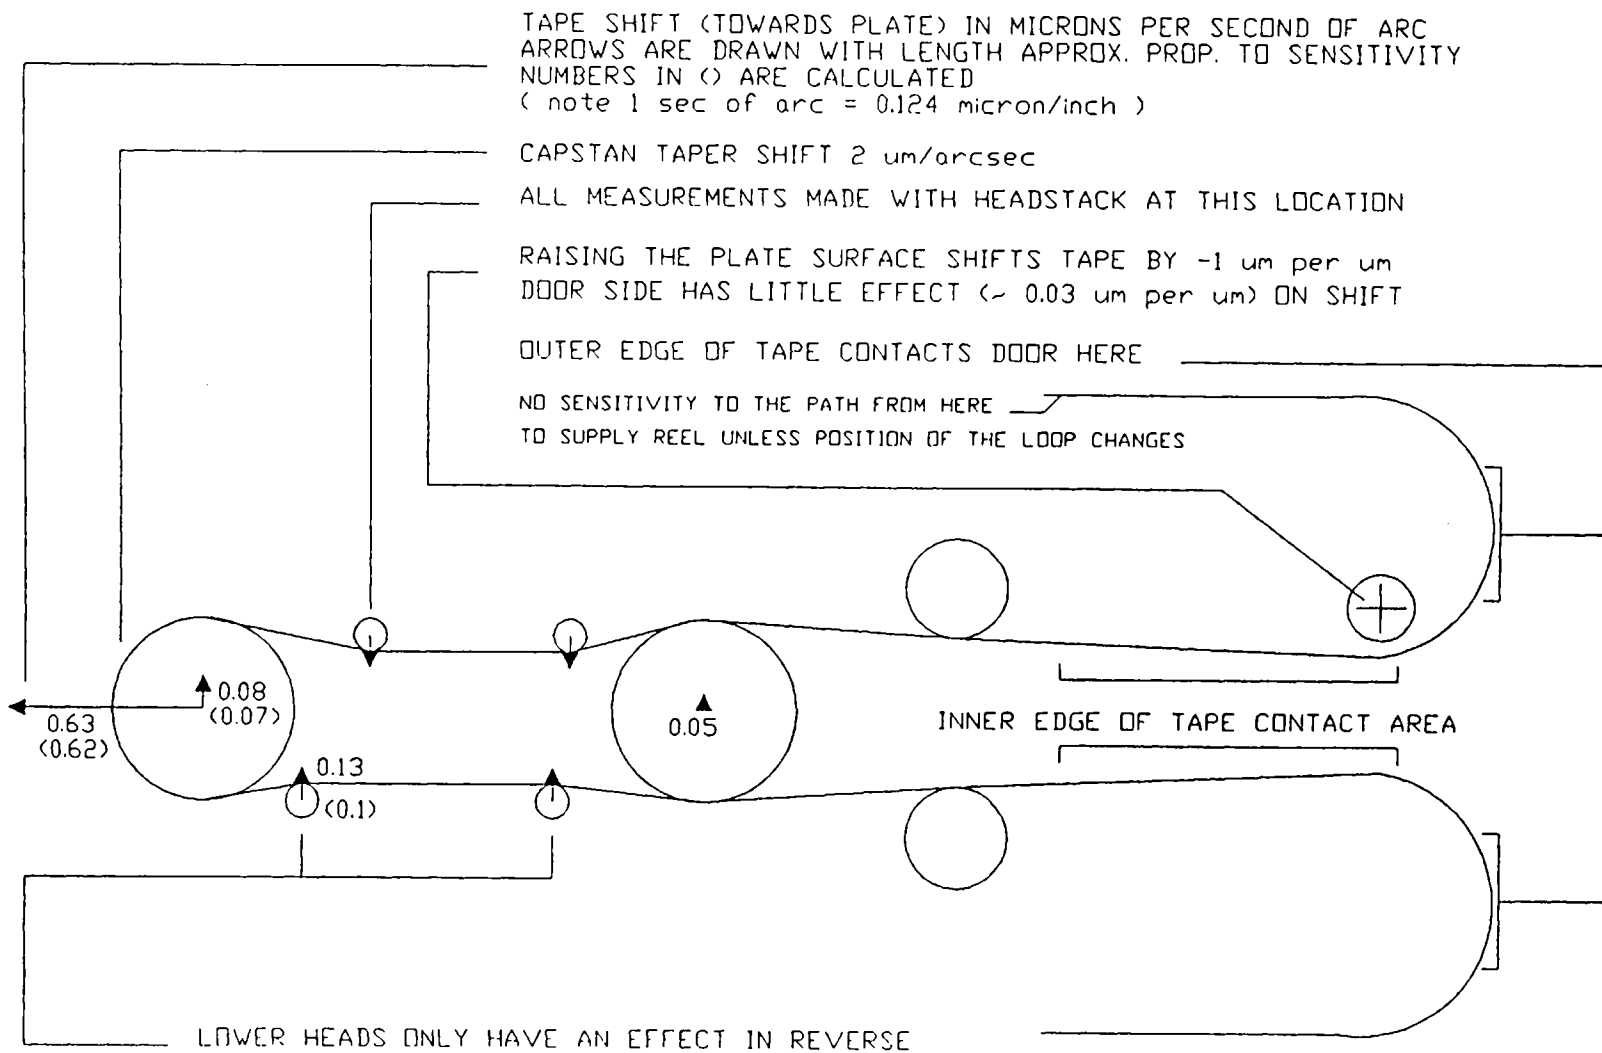 TAPE SHIFT (TOWARDS PLATE) IN MICRONS PER SECOND OF ARC
ARROWS ARE DRAWN WITH LENGTH APPROX. PROP. TO SENSITIVITY
NUMBERS IN () ARE CALCULATED
( note 1 sec of arc = 0.124 micron/inch )
CAPSTAN TAPER SHIFT 2 um/arcsec
ALL MEASUREMENTS MADE WITH HEADSTACK AT THIS LOCATION
RAISING THE PLATE SURFACE SHIFTS TAPE BY -1 um per um
DOOR SIDE HAS LITTLE EFFECT (~ 0.03 um per um) ON SHIFT
OUTER EDGE OF TAPE CONTACTS DOOR HERE
NO SENSITIVITY TO THE PATH FROM HERE
TO SUPPLY REEL UNLESS POSITION OF THE LOOP CHANGES
0.08
(0.07)
0.63
(0.62)
0.05
INNER EDGE OF TAPE CONTACT AREA
0.13
(0.1)
LOWER HEADS ONLY HAVE AN EFFECT IN REVERSE